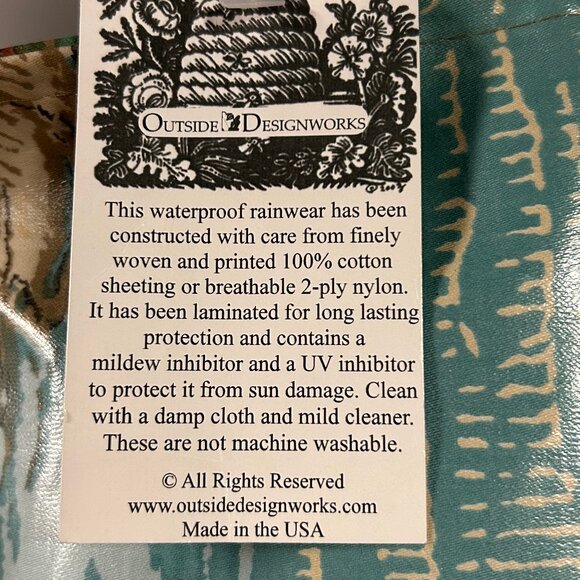 OUTSIDE DESIGNWORKS
© 2005
This waterproof rainwear has been
constructed with care from finely
woven and printed 100% cotton
sheeting or breathable 2-ply nylon.
It has been laminated for long lasting
protection and contains a
mildew inhibitor and a UV inhibitor
to protect it from sun damage. Clean
with a damp cloth and mild cleaner.
These are not machine washable.
© All Rights Reserved
www.outsidedesignworks.com
Made in the USA